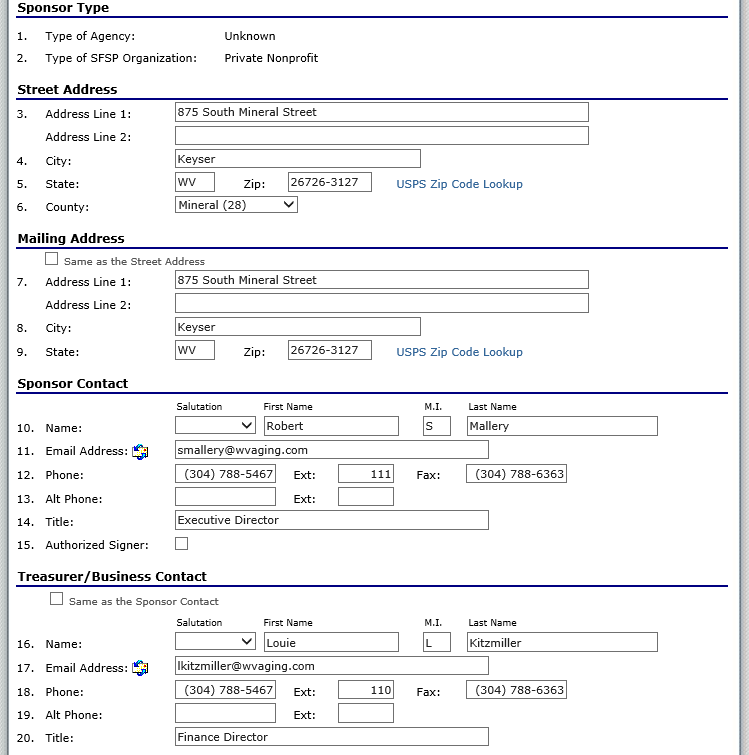 Sponsor Type
1. Type of Agency: Unknown
2. Type of SFSP Organization: Private Nonprofit
Street Address
3. Address Line 1: 875 South Mineral Street
Address Line 2:
4. City: Keyser
5. State: WV Zip: 26726-3127 USPS Zip Code Lookup
6. County: Mineral (28)
Mailing Address
Same as the Street Address
7. Address Line 1: 875 South Mineral Street
Address Line 2:
8. City: Keyser
9. State: WV Zip: 26726-3127 USPS Zip Code Lookup
Sponsor Contact
Salutation First Name M.I. Last Name
10. Name: Robert S Mallery
11. Email Address: smallery@wvaging.com
12. Phone: (304) 788-5467 Ext: 111 Fax: (304) 788-6363
13. Alt Phone: Ext:
14. Title: Executive Director
15. Authorized Signer:
Treasurer/Business Contact
Same as the Sponsor Contact
Salutation First Name M.I. Last Name
16. Name: Louie L Kitzmiller
17. Email Address: lkitzmiller@wvaging.com
18. Phone: (304) 788-5467 Ext: 110 Fax: (304) 788-6363
19. Alt Phone: Ext:
20. Title: Finance Director